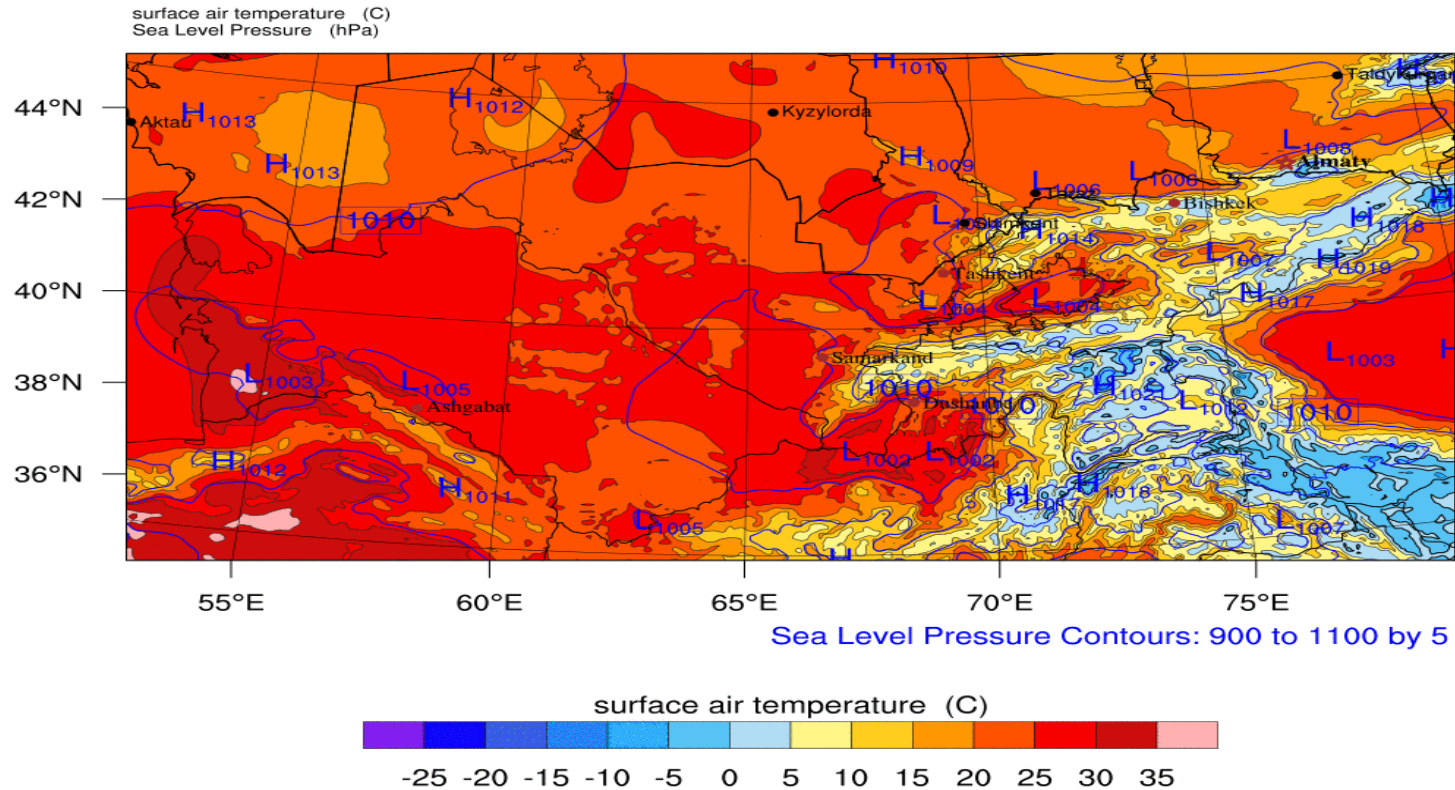 surface air temperature (C)
Sea Level Pressure (hPa)
44°N
42°N
40°N
38°N
36°N
H1010
H
Taldykurgan
H1012
H1013
Aktau
Kyzylorda
L1008
Almaty
H1013
H1009
L1006
L1006
Bishkek
1010
L
Shimkent
H1014
H1018
H
L1007
H1019
Tashkent
H1017
L1004
L1004
Samarkand
L1003
H
L1003
L1005
Ashgabat
1010
Dushanbe
H
L1012
1010
H1012
L1002
L1002
H1011
H1018
H1017
L1005
L1007
H
55°E 60°E 65°E 70°E 75°E
Sea Level Pressure Contours: 900 to 1100 by 5
surface air temperature (C)
-25 -20 -15 -10 -5 0 5 10 15 20 25 30 35